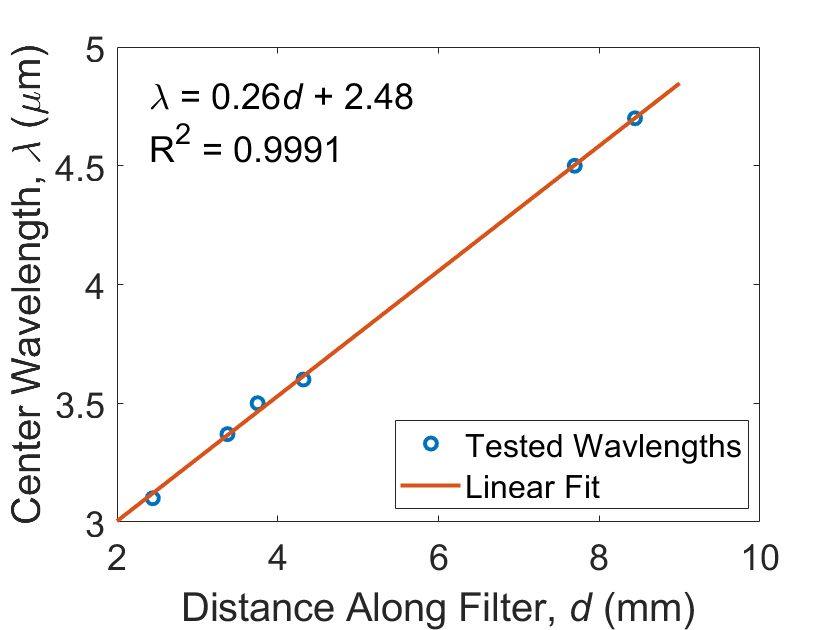 λ = 0.26d + 2.48
R² = 0.9991
Center Wavelength, λ (μm)
5
4.5
4
3.5
3
Tested Wavlengths
Linear Fit
2 4 6 8 10
Distance Along Filter, d (mm)